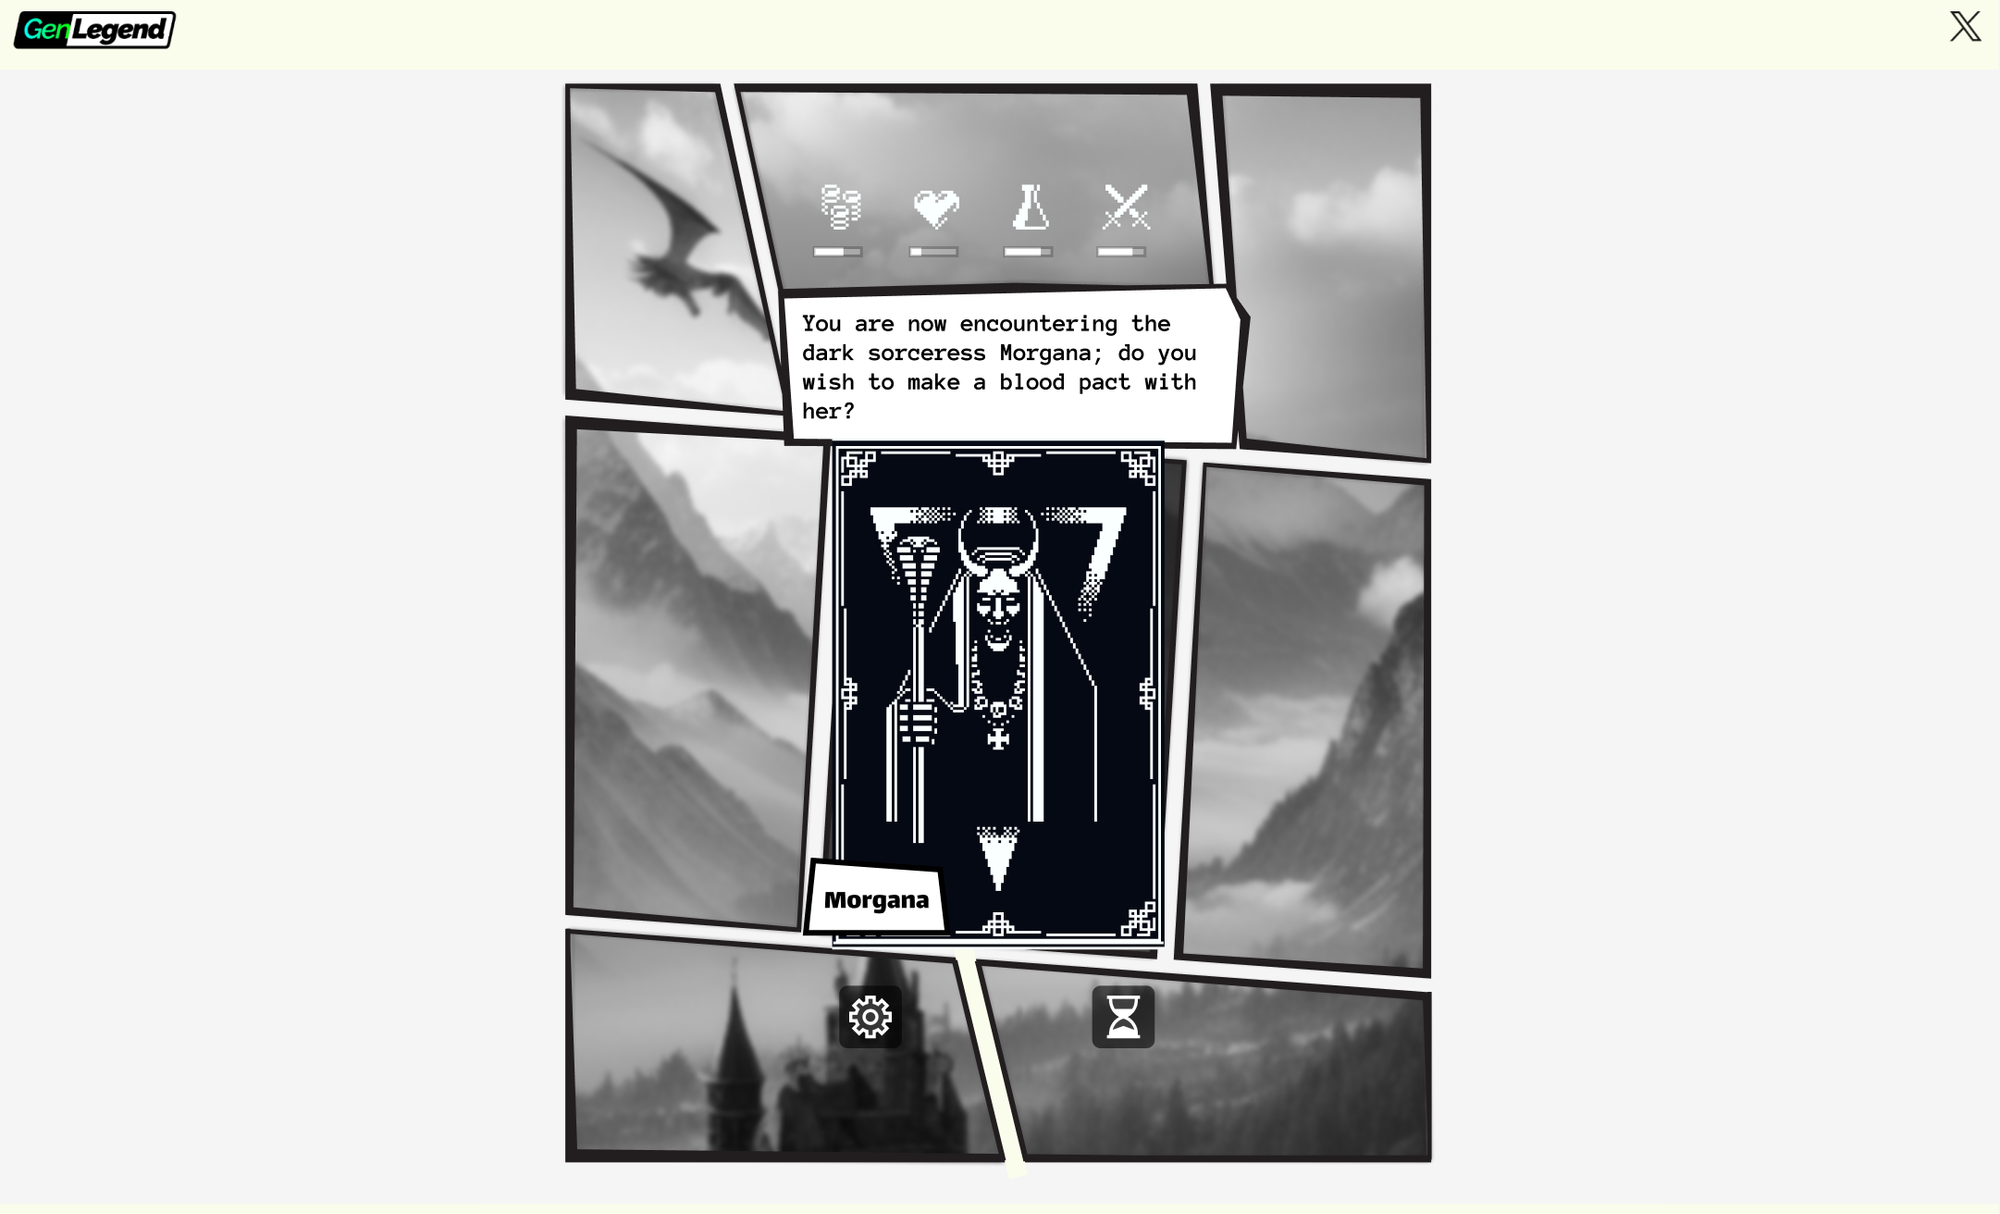 GenLegend
You are now encountering the
dark sorceress Morgana; do you
wish to make a blood pact with
her?
Morgana